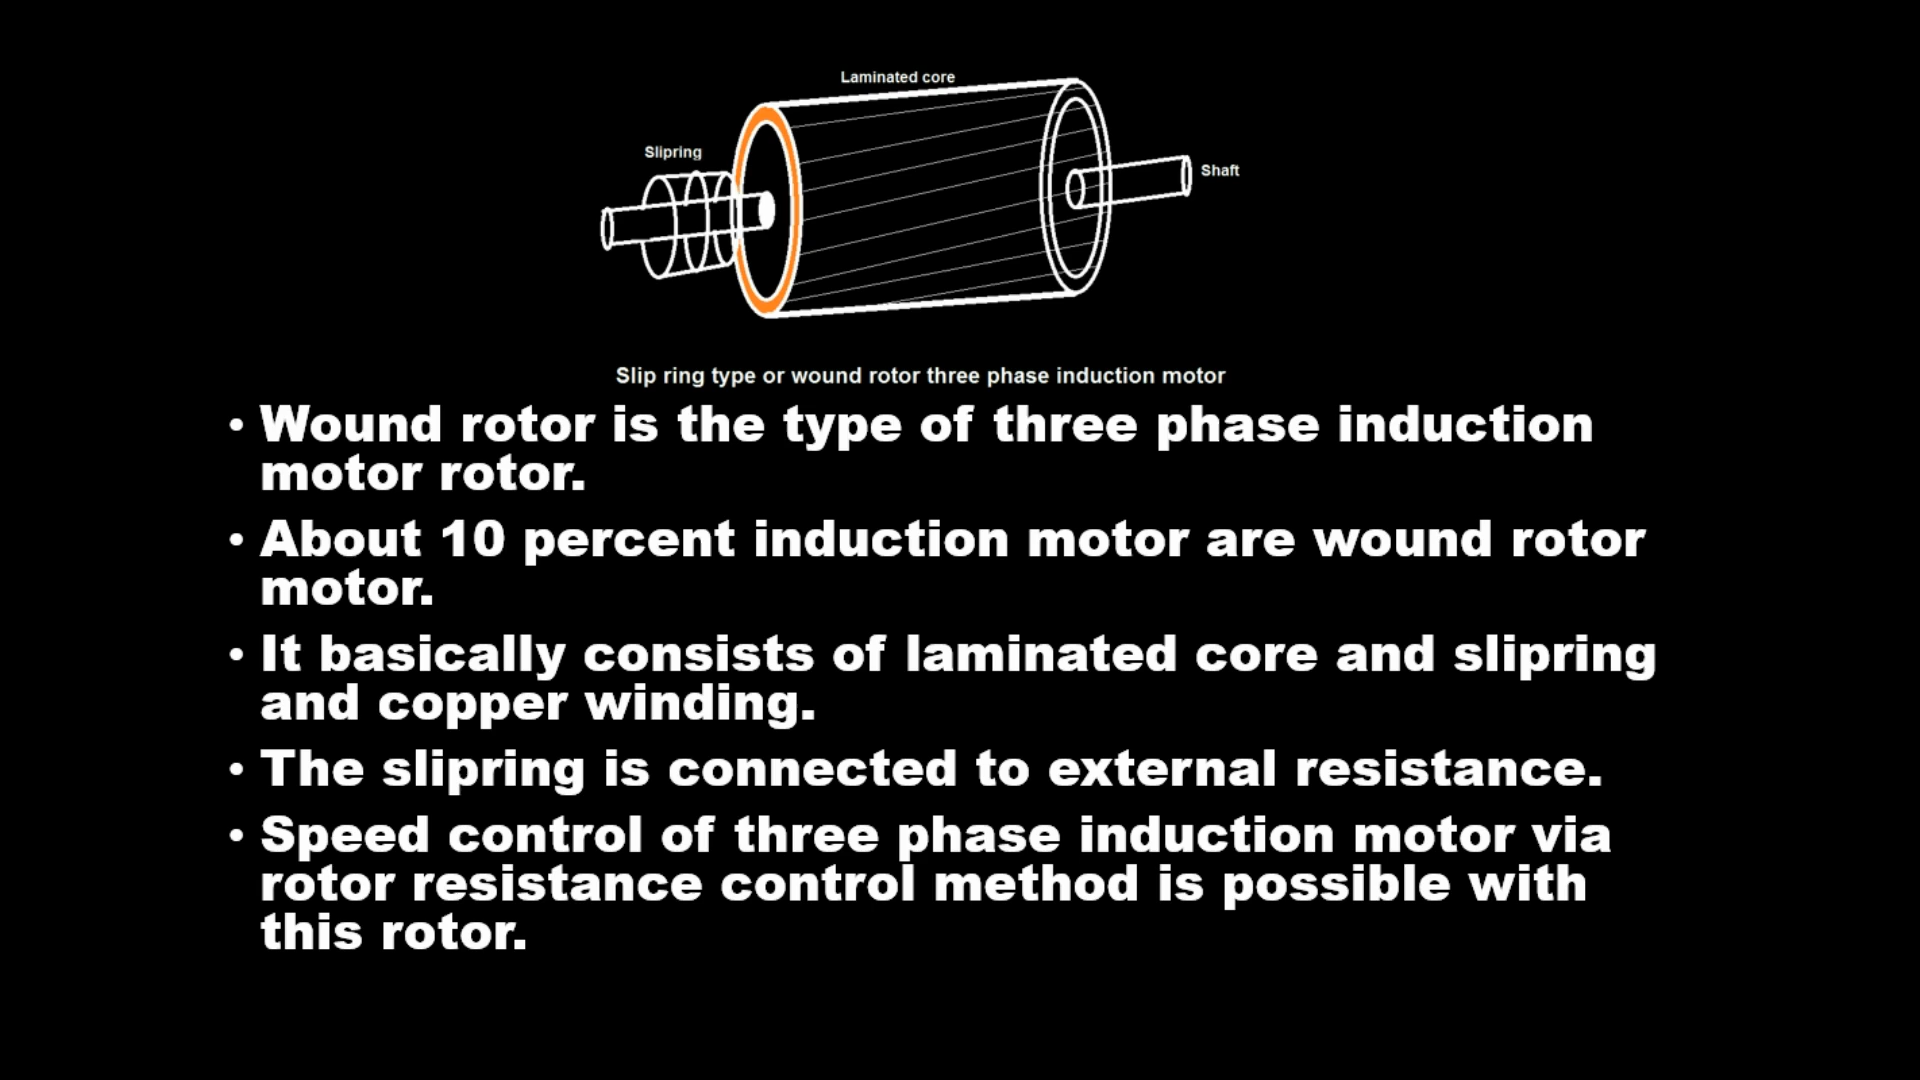 Laminated core
Slipring
Shaft
Slip ring type or wound rotor three phase induction motor
• Wound rotor is the type of three phase induction
motor rotor.
• About 10 percent induction motor are wound rotor
motor.
• It basically consists of laminated core and slipring
and copper winding.
• The slipring is connected to external resistance.
• Speed control of three phase induction motor via
rotor resistance control method is possible with
this rotor.